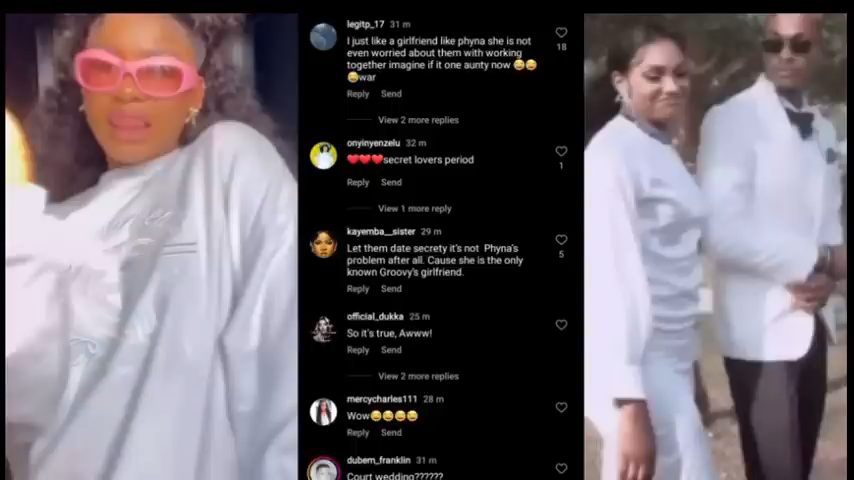 legitp_17 31 m
I just like a girlfriend like phyna she is not
even worried about them with working
together imagine if it one aunty now 😂😂
😂war
18
Reply Send
View 2 more replies
onyinyenzelu 32 m
❤️❤️❤️secret lovers period
1
Reply Send
View 1 more reply
kayemba__sister 29 m
Let them date secrety it's not Phyna's
problem after all. Cause she is the only
known Groovy's girlfriend.
5
Reply Send
official_dukka 25 m
So it's true, Awww!
Reply Send
View 2 more replies
mercycharles111 28 m
Wow😂😂😂😂
Reply Send
dubem_franklin 31 m
Court wedding??????